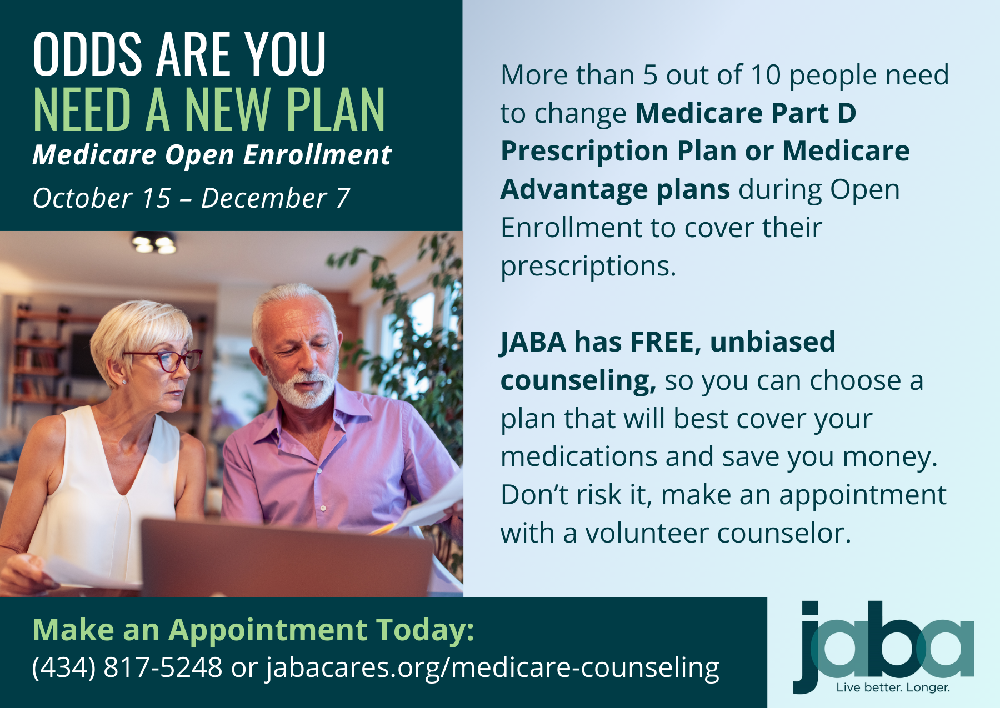 ODDS ARE YOU
NEED A NEW PLAN
Medicare Open Enrollment
October 15 – December 7
More than 5 out of 10 people need
to change Medicare Part D
Prescription Plan or Medicare
Advantage plans during Open
Enrollment to cover their
prescriptions.
JABA has FREE, unbiased
counseling, so you can choose a
plan that will best cover your
medications and save you money.
Don’t risk it, make an appointment
with a volunteer counselor.
Make an Appointment Today:
(434) 817-5248 or jabacares.org/medicare-counseling
jaba
Live better. Longer.